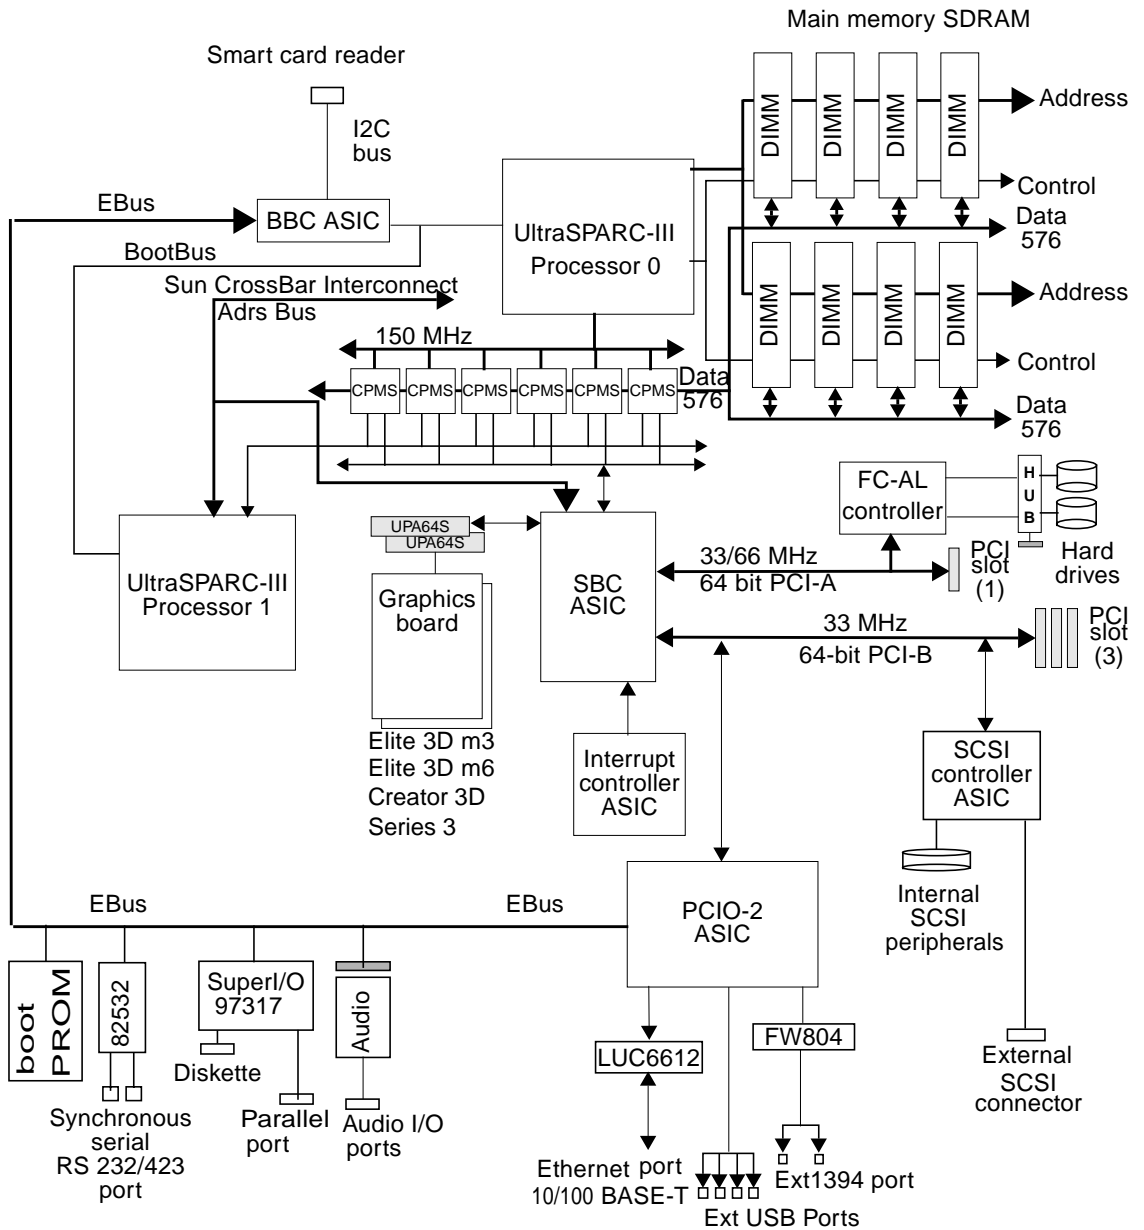 Main memory SDRAM
Smart card reader
I2C
bus
DIMM
DIMM
DIMM
DIMM
Address
Control
Data
576
EBus
BBC ASIC
UltraSPARC-III
Processor 0
BootBus
Sun CrossBar Interconnect
Adrs Bus
DIMM
DIMM
DIMM
DIMM
Address
Control
Data
576
150 MHz
CPMS
CPMS
CPMS
CPMS
CPMS
CPMS
Data
576
FC-AL
controller
H
U
B
Hard
drives
UPA64S
UPA64S
Graphics
board
UltraSPARC-III
Processor 1
SBC
ASIC
33/66 MHz
64 bit PCI-A
PCI
slot
(1)
33 MHz
64-bit PCI-B
PCI
slot
(3)
Elite 3D m3
Elite 3D m6
Creator 3D
Series 3
Interrupt
controller
ASIC
SCSI
controller
ASIC
Internal
SCSI
peripherals
EBus
EBus
PCIO-2
ASIC
boot
PROM
82532
SuperI/O
97317
Audio
Diskette
LUC6612
FW804
External
SCSI
connector
Synchronous
serial
RS 232/423
port
Parallel
port
Audio I/O
ports
Ethernet port
10/100 BASE-T
Ext USB Ports
Ext1394 port